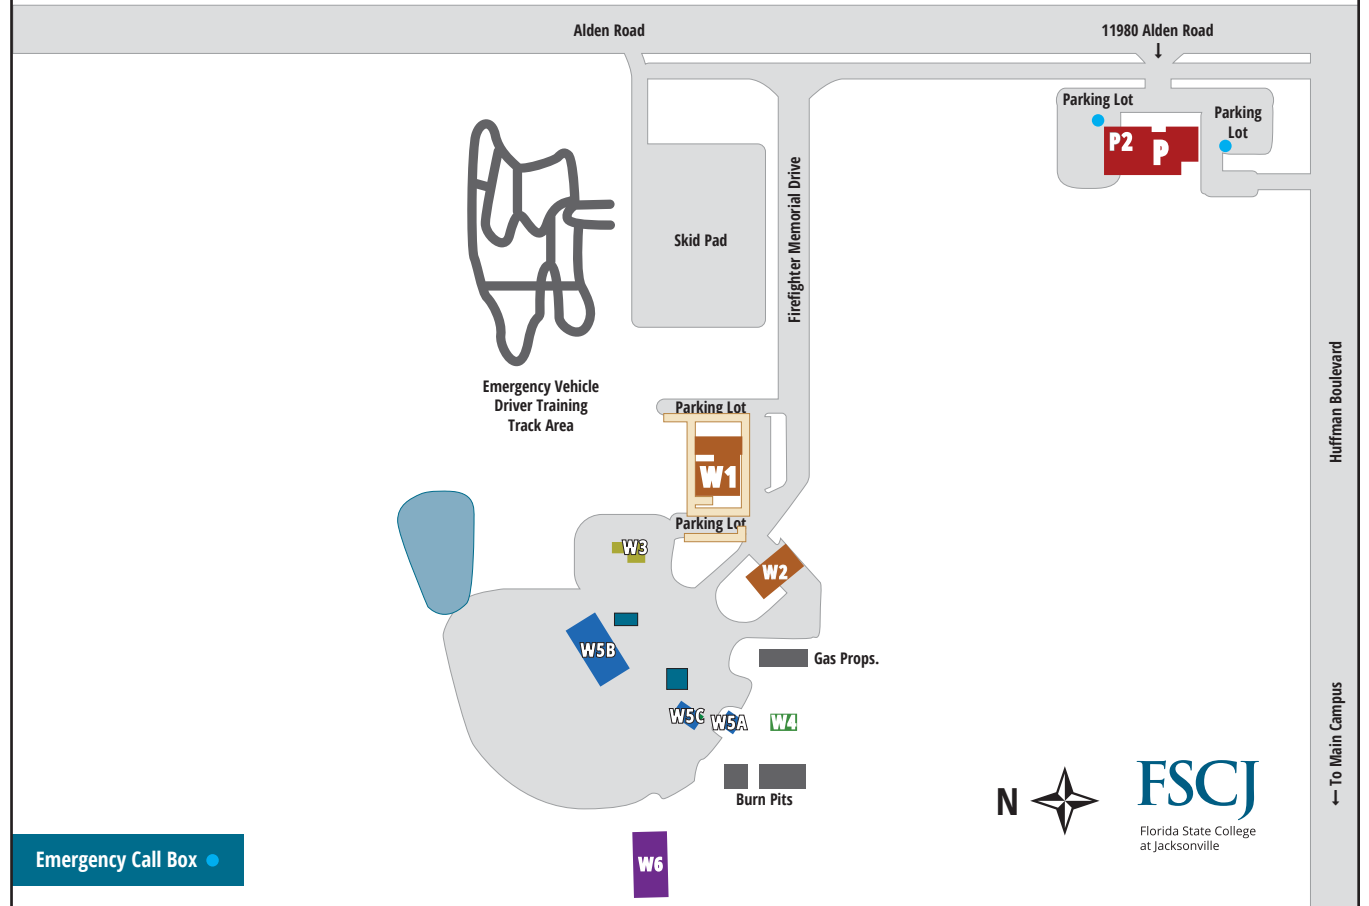 Alden Road
11980 Alden Road
Parking Lot
Parking
Lot
P2
P
Firefighter Memorial Drive
Skid Pad
Huffman Boulevard
Emergency Vehicle
Driver Training
Track Area
Parking Lot
W1
Parking Lot
W3
W2
W5B
Gas Props.
W5C
W5A
W4
To Main Campus
Burn Pits
N
FSCJ
Florida State College
at Jacksonville
Emergency Call Box
W6